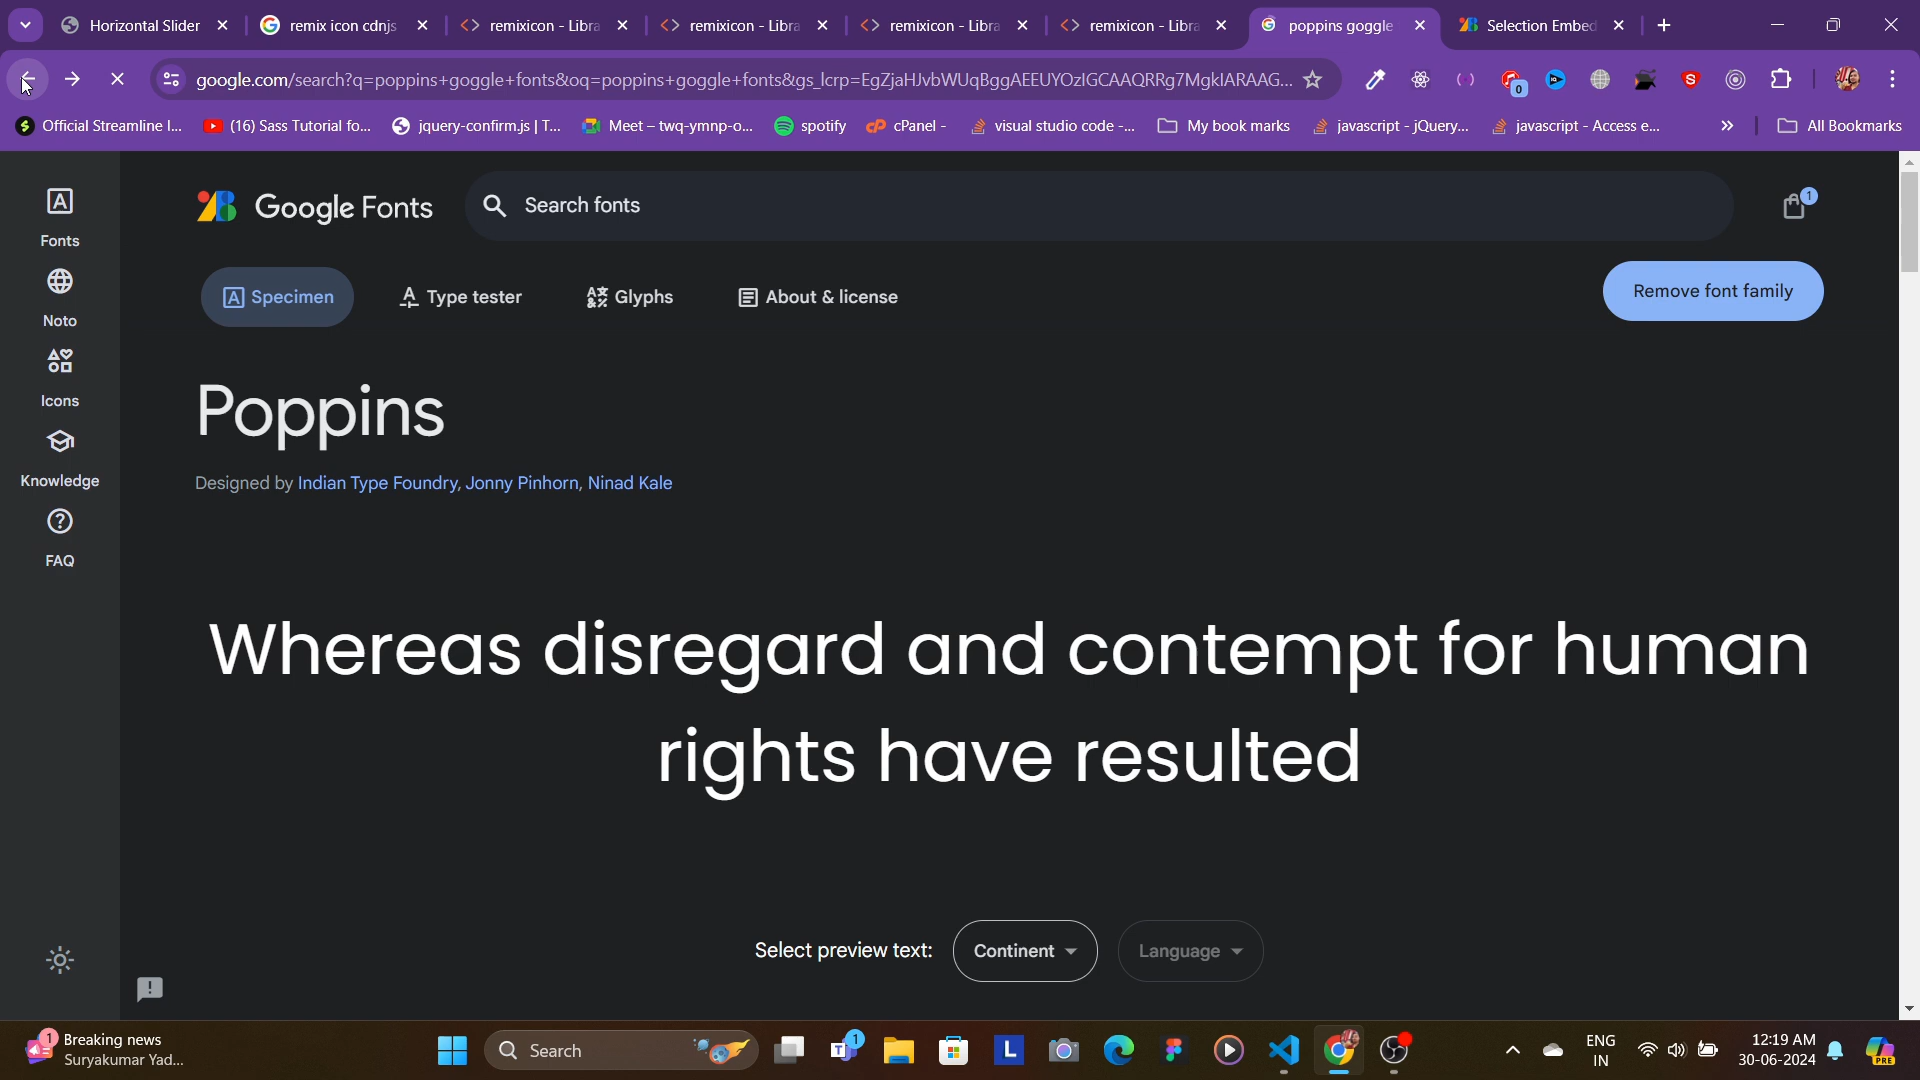 Horizontal Slider
remix icon cdnjs
remixicon - Libra
remixicon - Libra
remixicon - Libra
remixicon - Libra
poppins goggle
Selection Embed
google.com/search?q=poppins+goggle+fonts&oq=poppins+goggle+fonts&gs_lcrp=EgZjaHJvbWUqBggAEEUYOzIGCAAQRRg7MgkIARAAG...
0
Official Streamline I...
(16) Sass Tutorial fo...
jquery-confirm.js | T...
Meet – twq-ymnp-o...
spotify
cPanel -
visual studio code -...
My book marks
javascript - jQuery...
javascript - Access e...
»
All Bookmarks
Fonts
Noto
Icons
Knowledge
FAQ
Google Fonts
Search fonts
1
Specimen
Type tester
Glyphs
About & license
Remove font family
Poppins
Designed by Indian Type Foundry, Jonny Pinhorn, Ninad Kale
Whereas disregard and contempt for human
rights have resulted
Select preview text:
Continent
Language
1
Breaking news
Suryakumar Yad...
Search
1
L
ENG
IN
12:19 AM
30-06-2024
PRE